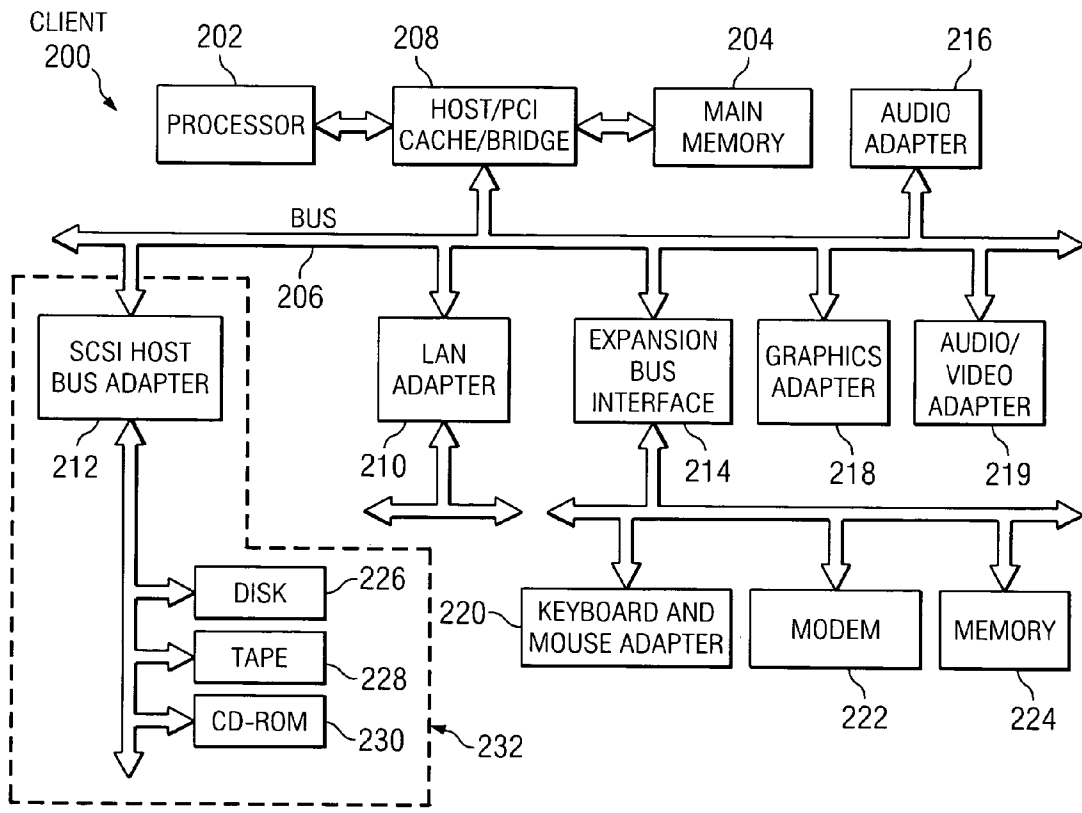 CLIENT
200
202
208
204
216
PROCESSOR
HOST/PCI
CACHE/BRIDGE
MAIN
MEMORY
AUDIO
ADAPTER
BUS
206
SCSI HOST
BUS ADAPTER
LAN
ADAPTER
EXPANSION
BUS
INTERFACE
GRAPHICS
ADAPTER
AUDIO/
VIDEO
ADAPTER
212
210
214
218
219
DISK
226
TAPE
228
CD-ROM
230
232
220
KEYBOARD AND
MOUSE ADAPTER
MODEM
MEMORY
222
224